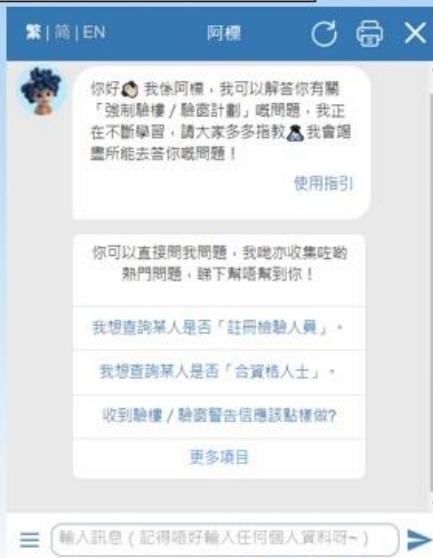 繁 | 简 | EN
阿標
你好 我係阿標,我可以解答你有關
「強制驗樓 / 驗窗計劃」嘅問題,我正
在不斷學習,請大家多多指教 我會竭
盡所能去答你嘅問題!
使用指引
你可以直接問我問題,我哋亦收集咗啲
熱門問題,睇下幫唔幫到你!
我想查詢某人是否「註冊檢驗人員」。
我想查詢某人是否「合資格人士」。
收到驗樓 / 驗窗警告信應該點樣做?
更多項目
輸入訊息 ( 記得唔好輸入任何個人資料呀~ )